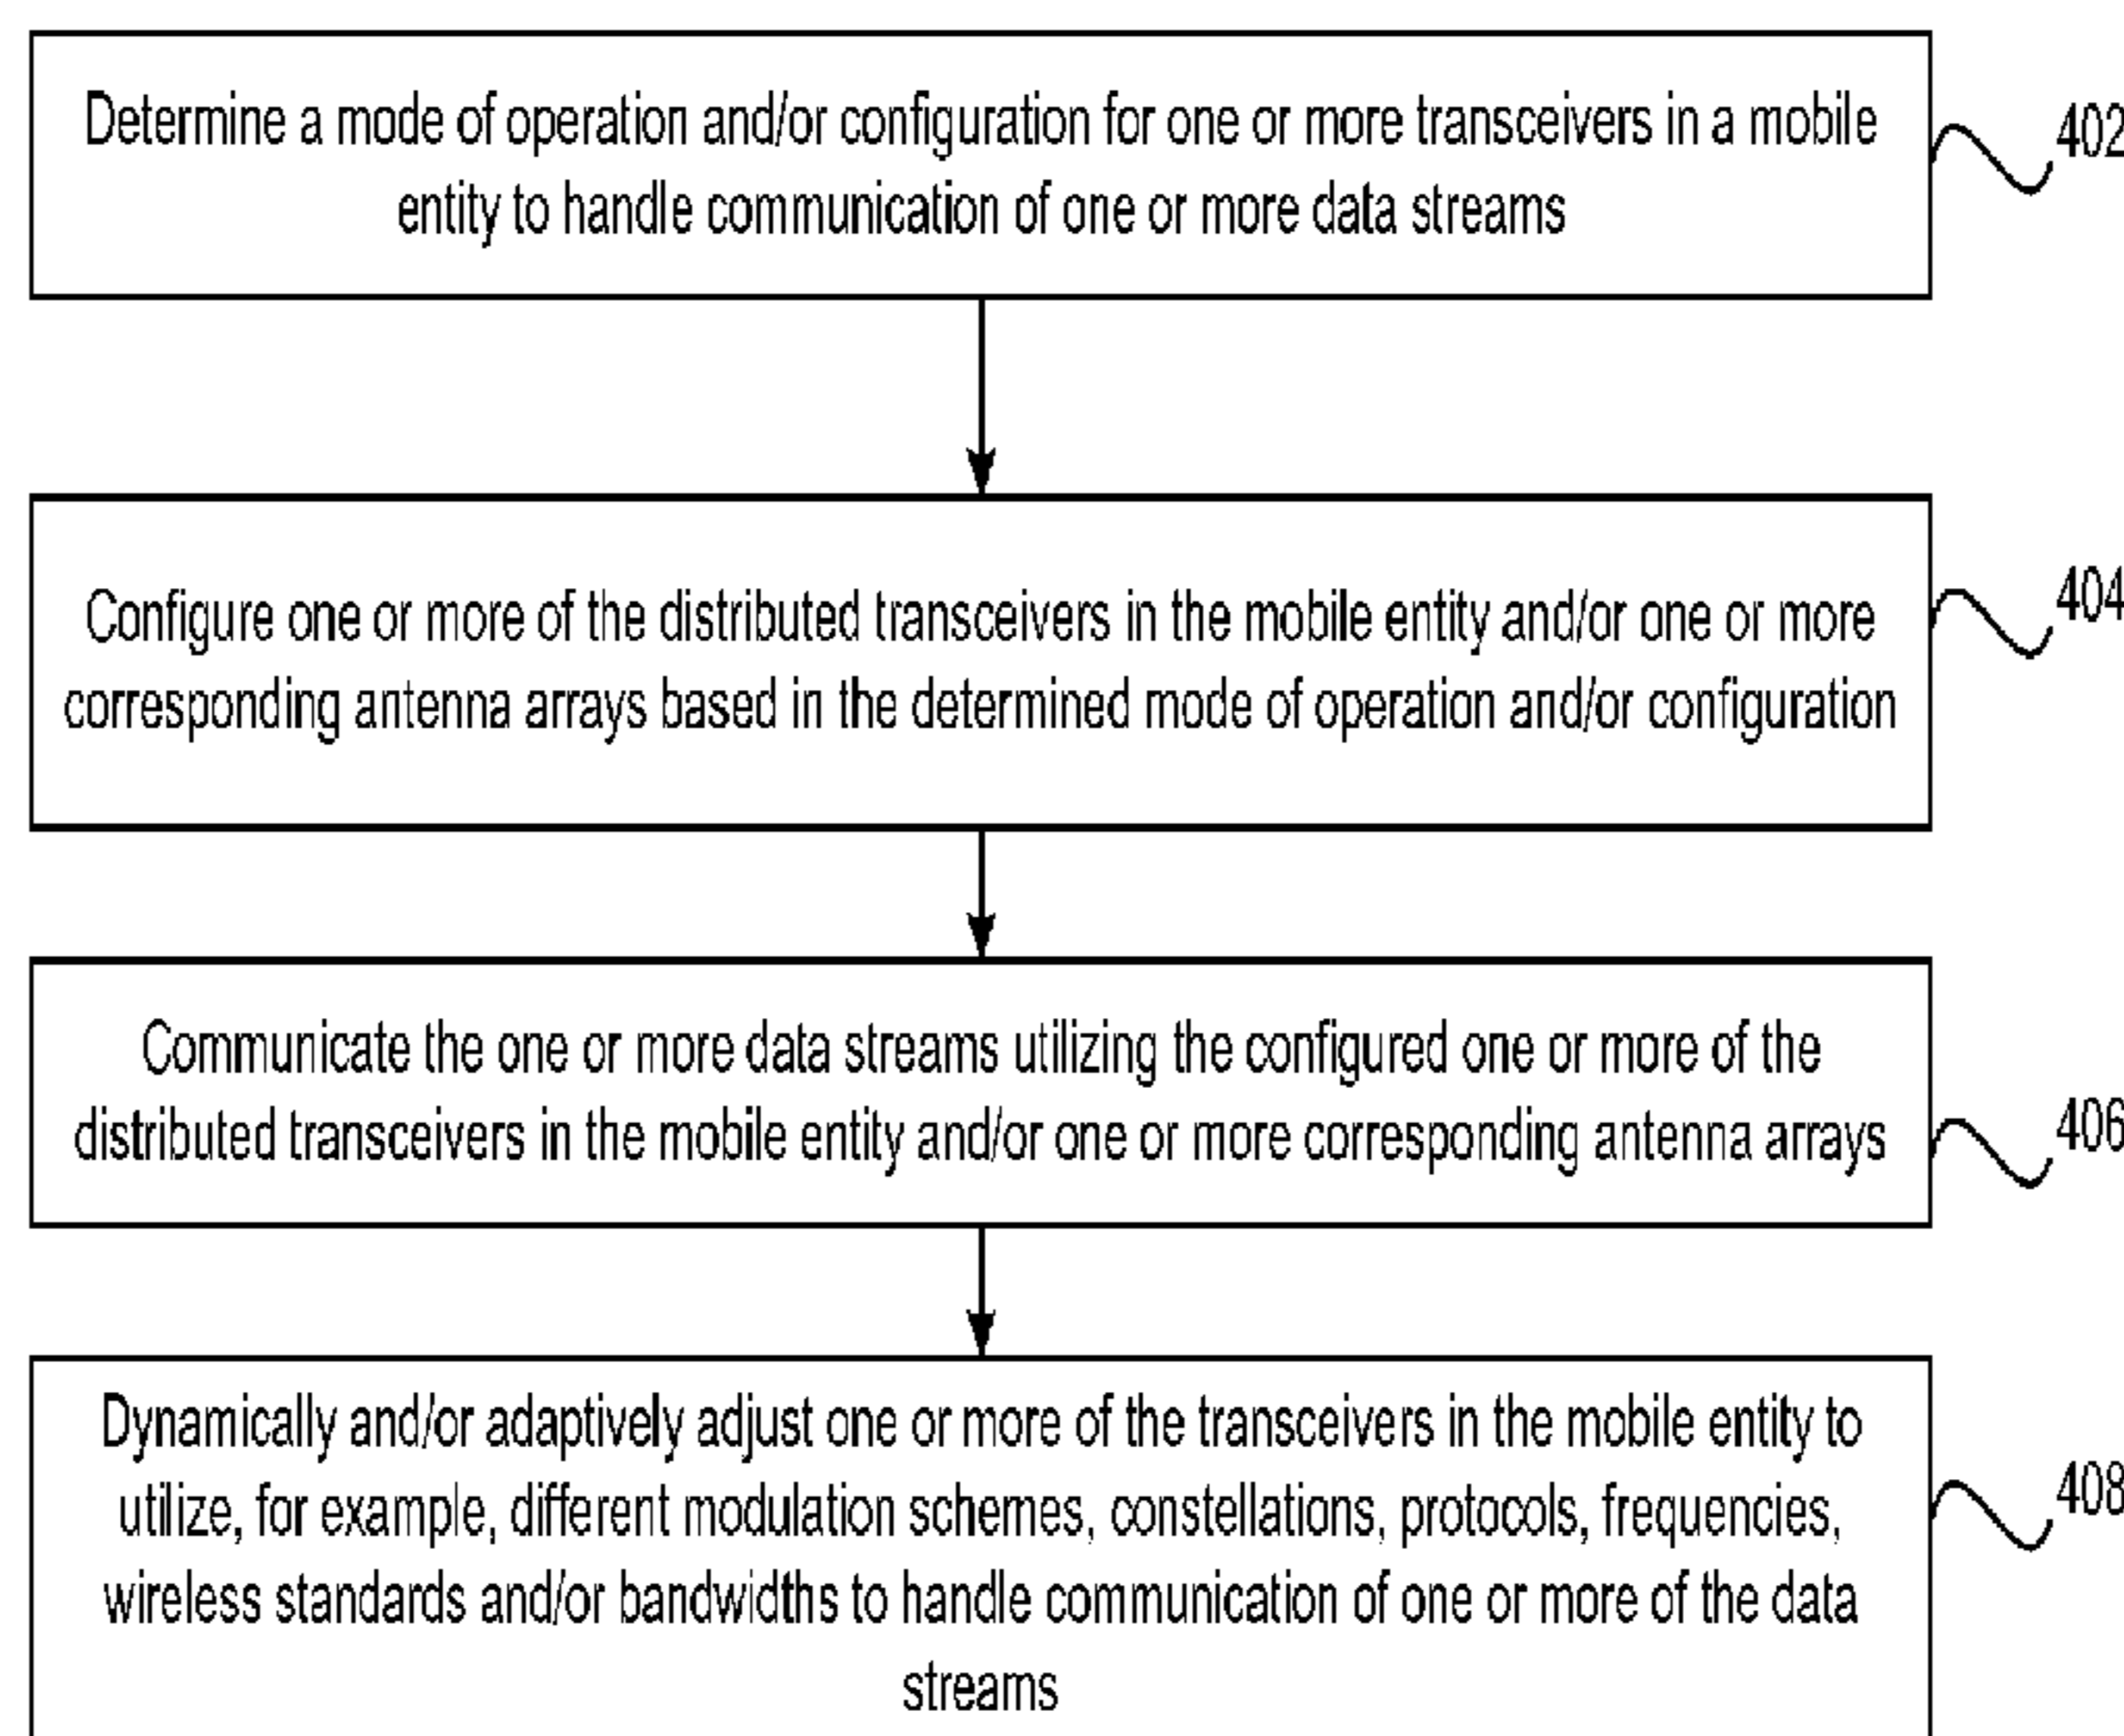 Determine a mode of operation and/or configuration for one or more transceivers in a mobile
entity to handle communication of one or more data streams
402
Configure one or more of the distributed transceivers in the mobile entity and/or one or more
corresponding antenna arrays based in the determined mode of operation and/or configuration
404
Communicate the one or more data streams utilizing the configured one or more of the
distributed transceivers in the mobile entity and/or one or more corresponding antenna arrays
406
Dynamically and/or adaptively adjust one or more of the transceivers in the mobile entity to
utilize, for example, different modulation schemes, constellations, protocols, frequencies,
wireless standards and/or bandwidths to handle communication of one or more of the data
streams
408